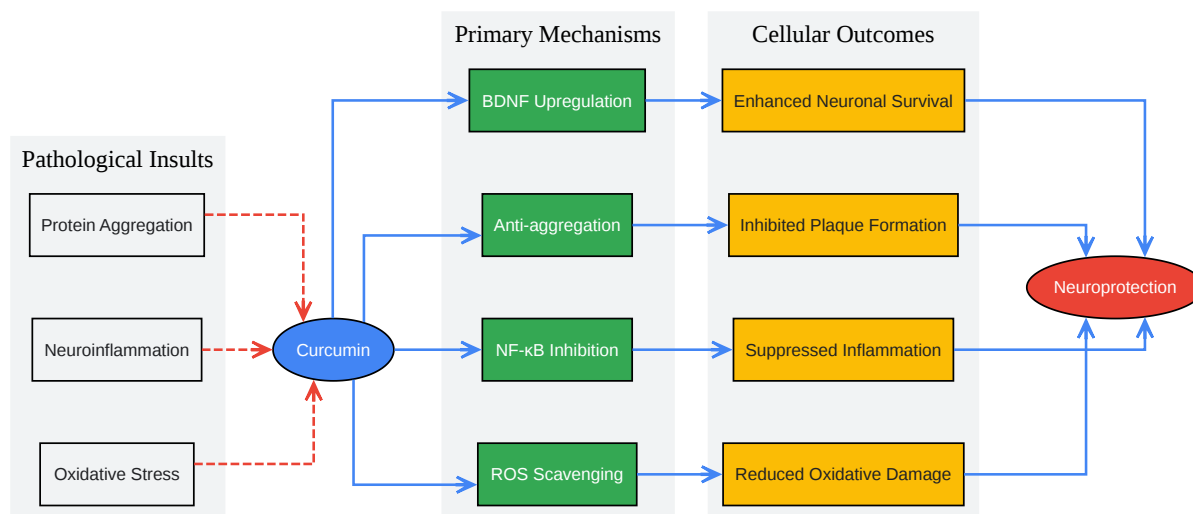 Primary Mechanisms
Cellular Outcomes
BDNF Upregulation
Enhanced Neuronal Survival
Pathological Insults
Protein Aggregation
Anti-aggregation
Inhibited Plaque Formation
Neuroprotection
Neuroinflammation
Curcumin
NF-κB Inhibition
Suppressed Inflammation
Oxidative Stress
ROS Scavenging
Reduced Oxidative Damage